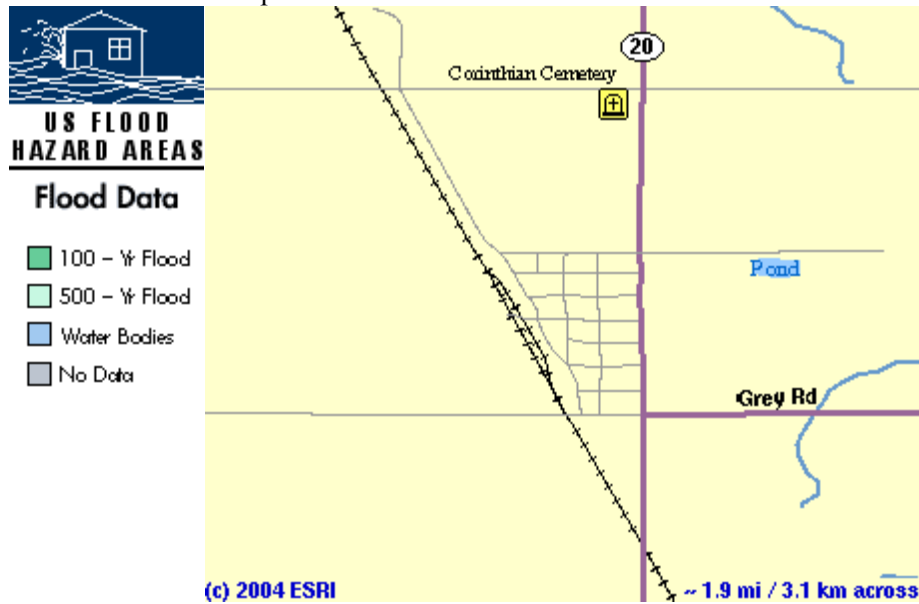 US FLOOD
HAZARD AREAS
Flood Data
100 - Yr Flood
500 - Yr Flood
Water Bodies
No Data
20
Corinthian Cemetery
Pond
Grey Rd
(c) 2004 ESRI
~ 1.9 mi / 3.1 km across